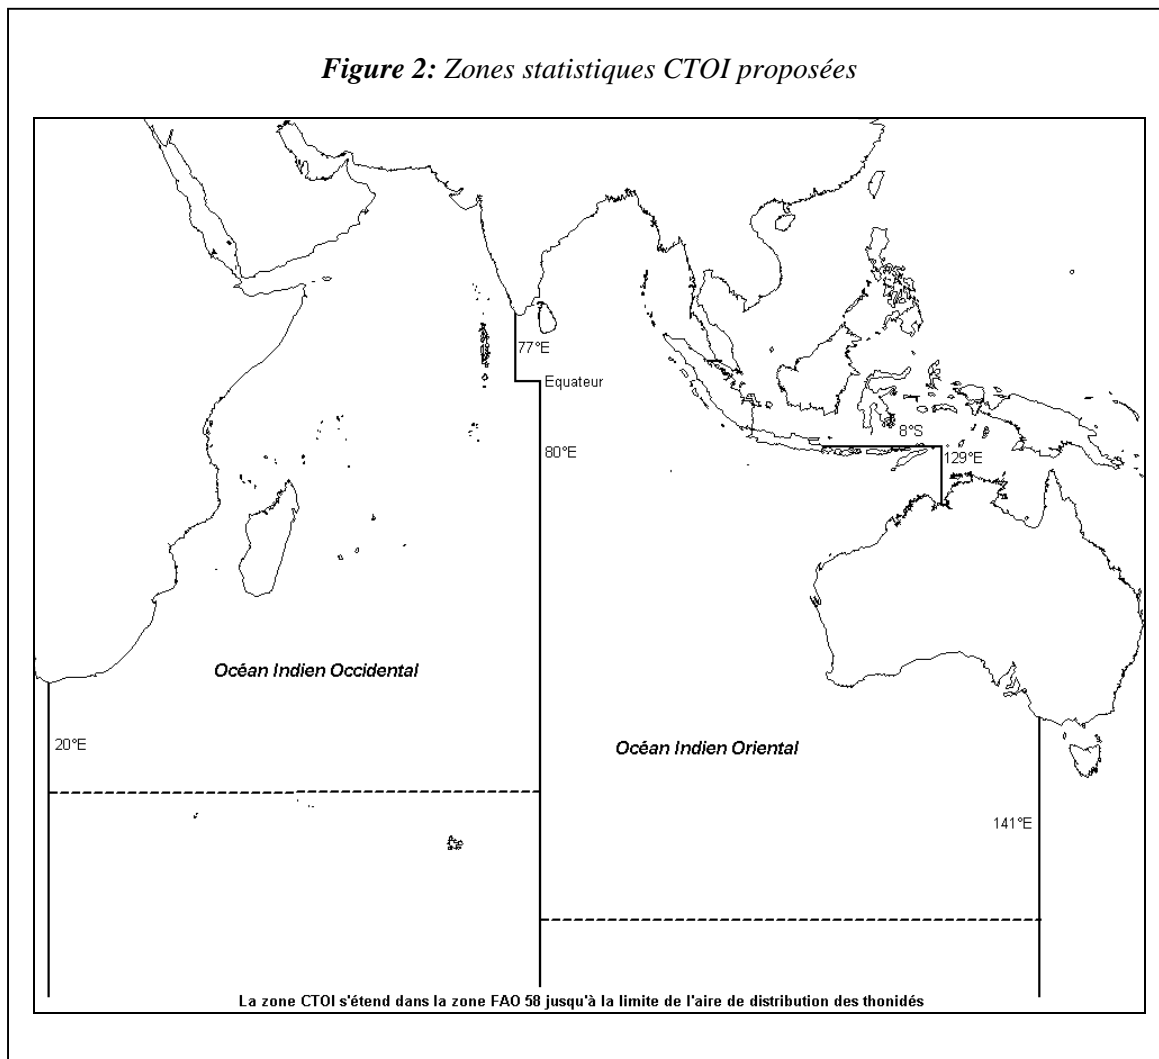 Figure 2: Zones statistiques CTOI proposées
77°E
Equateur
8°S
80°E
129°E
Océan Indien Occidental
20°E
Océan Indien Oriental
141°E
La zone CTOI s'étend dans la zone FAO 58 jusqu'à la limite de l'aire de distribution des thonidés